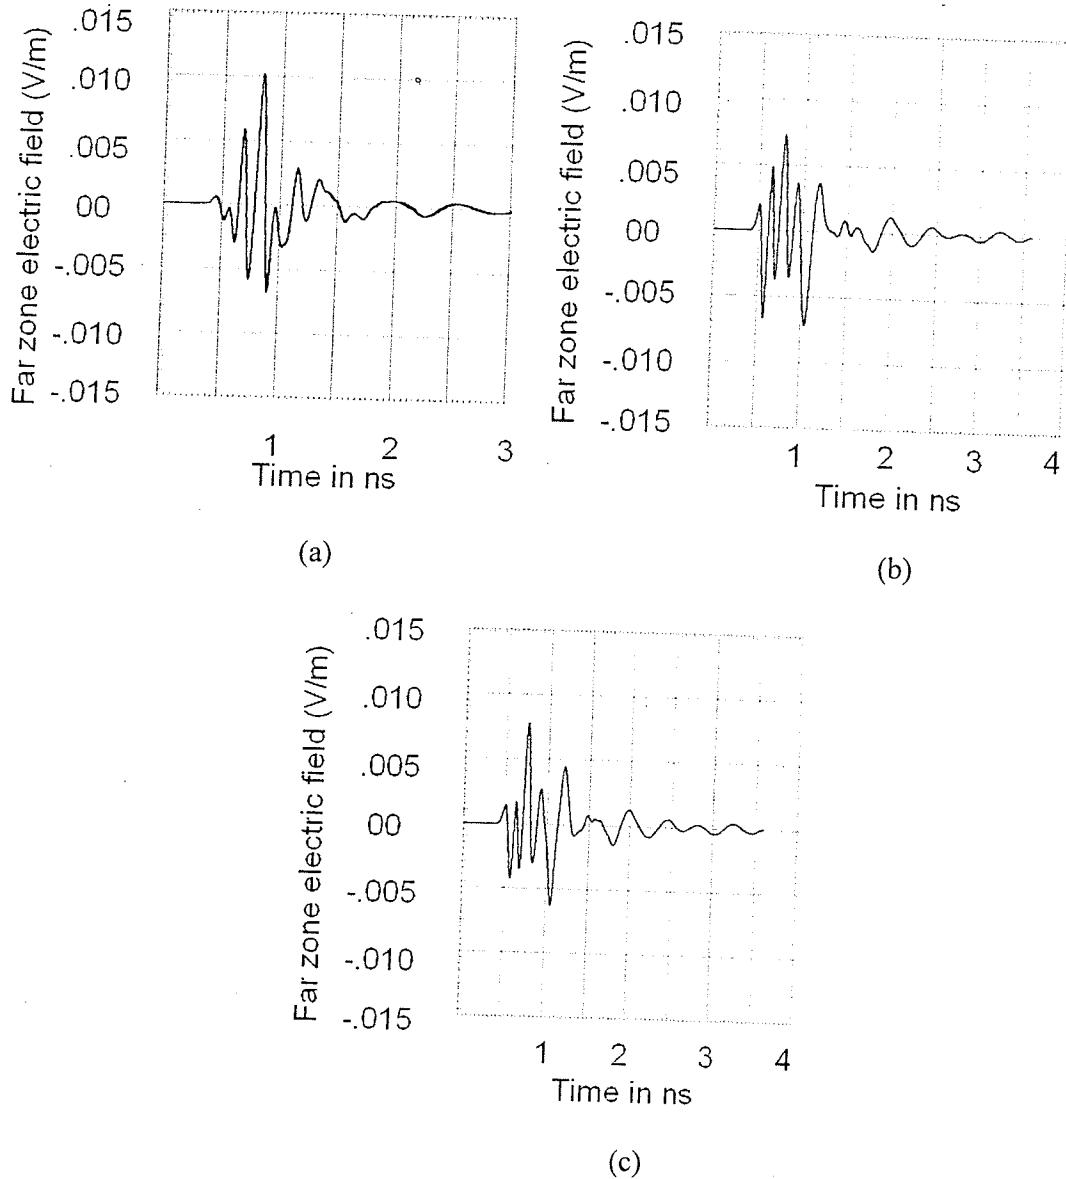 Far zone electric field (V/m)
.015
.010
.005
00
-.005
-.010
-.015
1 2 3
Time in ns
(a)
Far zone electric field (V/m)
.015
.010
.005
00
-.005
-.010
-.015
1 2 3 4
Time in ns
(b)
Far zone electric field (V/m)
.015
.010
.005
00
-.005
-.010
-.015
1 2 3 4
Time in ns
(c)